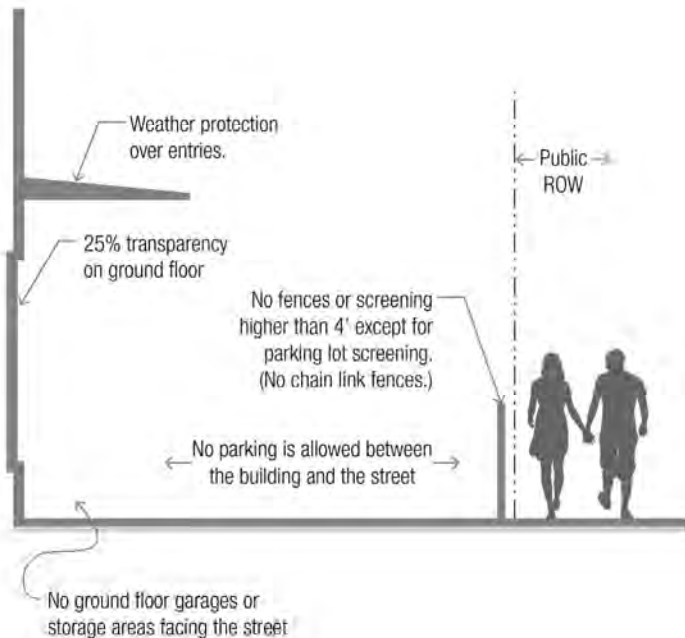 Weather protection
over entries.
Public
ROW
25% transparency
on ground floor
No fences or screening
higher than 4' except for
parking lot screening.
(No chain link fences.)
No parking is allowed between
the building and the street
No ground floor garages or
storage areas facing the street